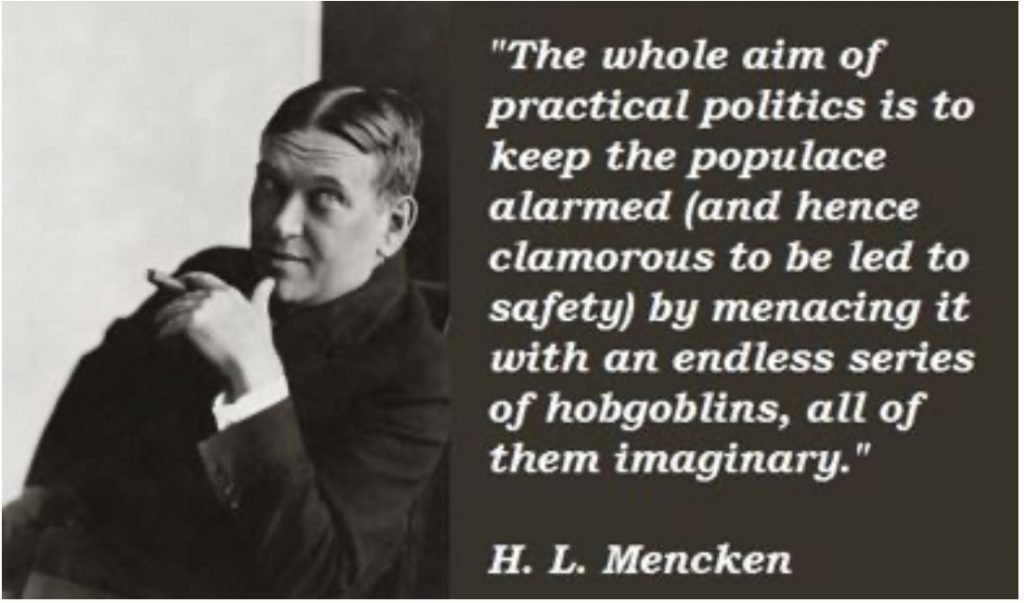 "The whole aim of
practical politics is to
keep the populace
alarmed (and hence
clamorous to be led to
safety) by menacing it
with an endless series
of hobgoblins, all of
them imaginary."
H. L. Mencken